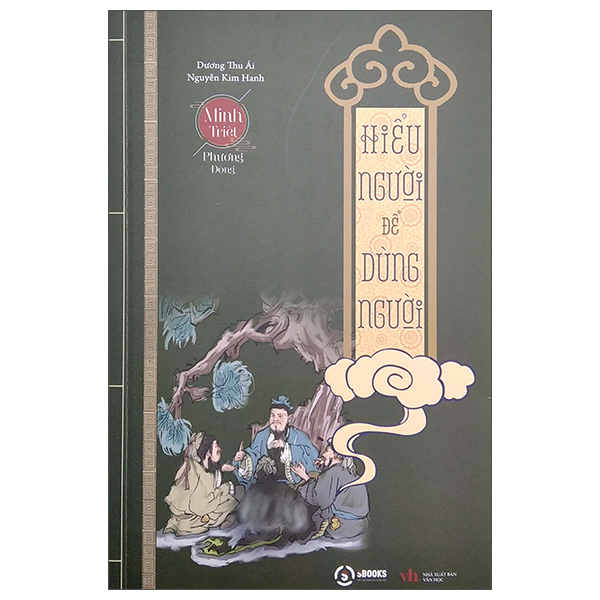 Dương Thu Ái
Nguyễn Kim Hanh
Minh
Triết
Phương
Đông
HIỂU
NGƯỜI
ĐỂ
DÙNG
NGƯỜI
SBOOKS
vh NHÀ XUẤT BẢN
VĂN HỌC